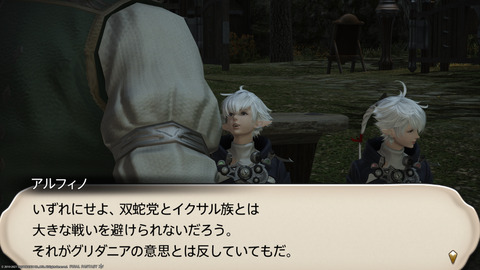 アルフィノ
いずれにせよ、双蛇党とイクサル族とは
大きな戦いを避けられないだろう。
それがグリダニアの意思とは反していてもだ。